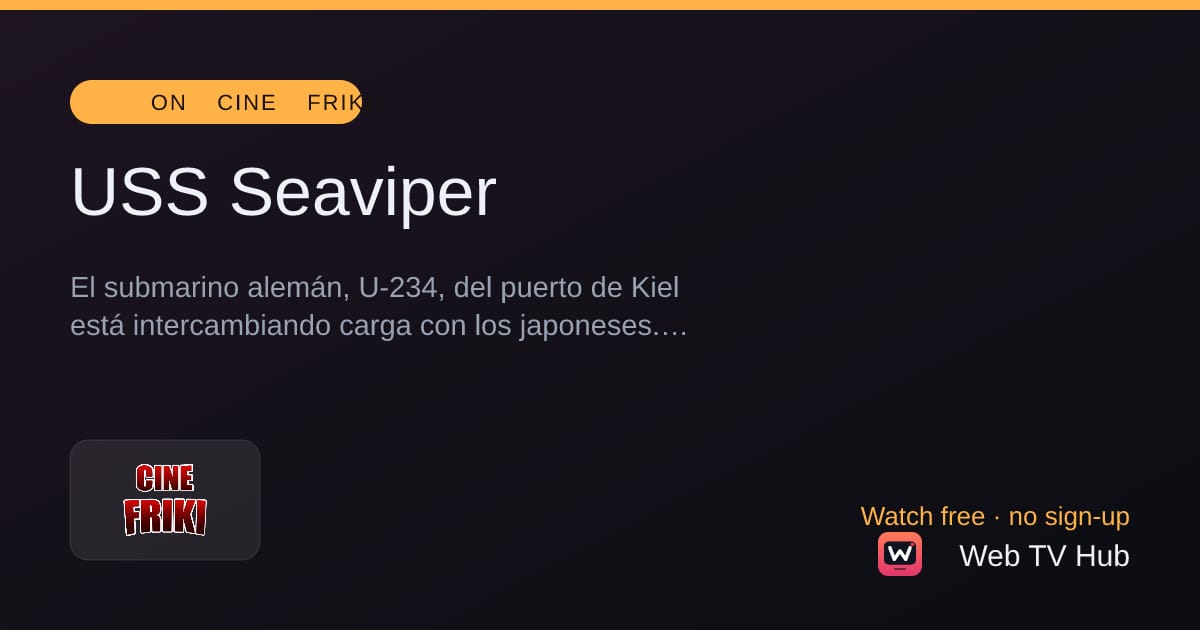 ON CINE FRIK
USS Seaviper
El submarino alemán, U-234, del puerto de Kiel
está intercambiando carga con los japoneses.…
CINE
FRIKI
Watch free · no sign-up
W
Web TV Hub